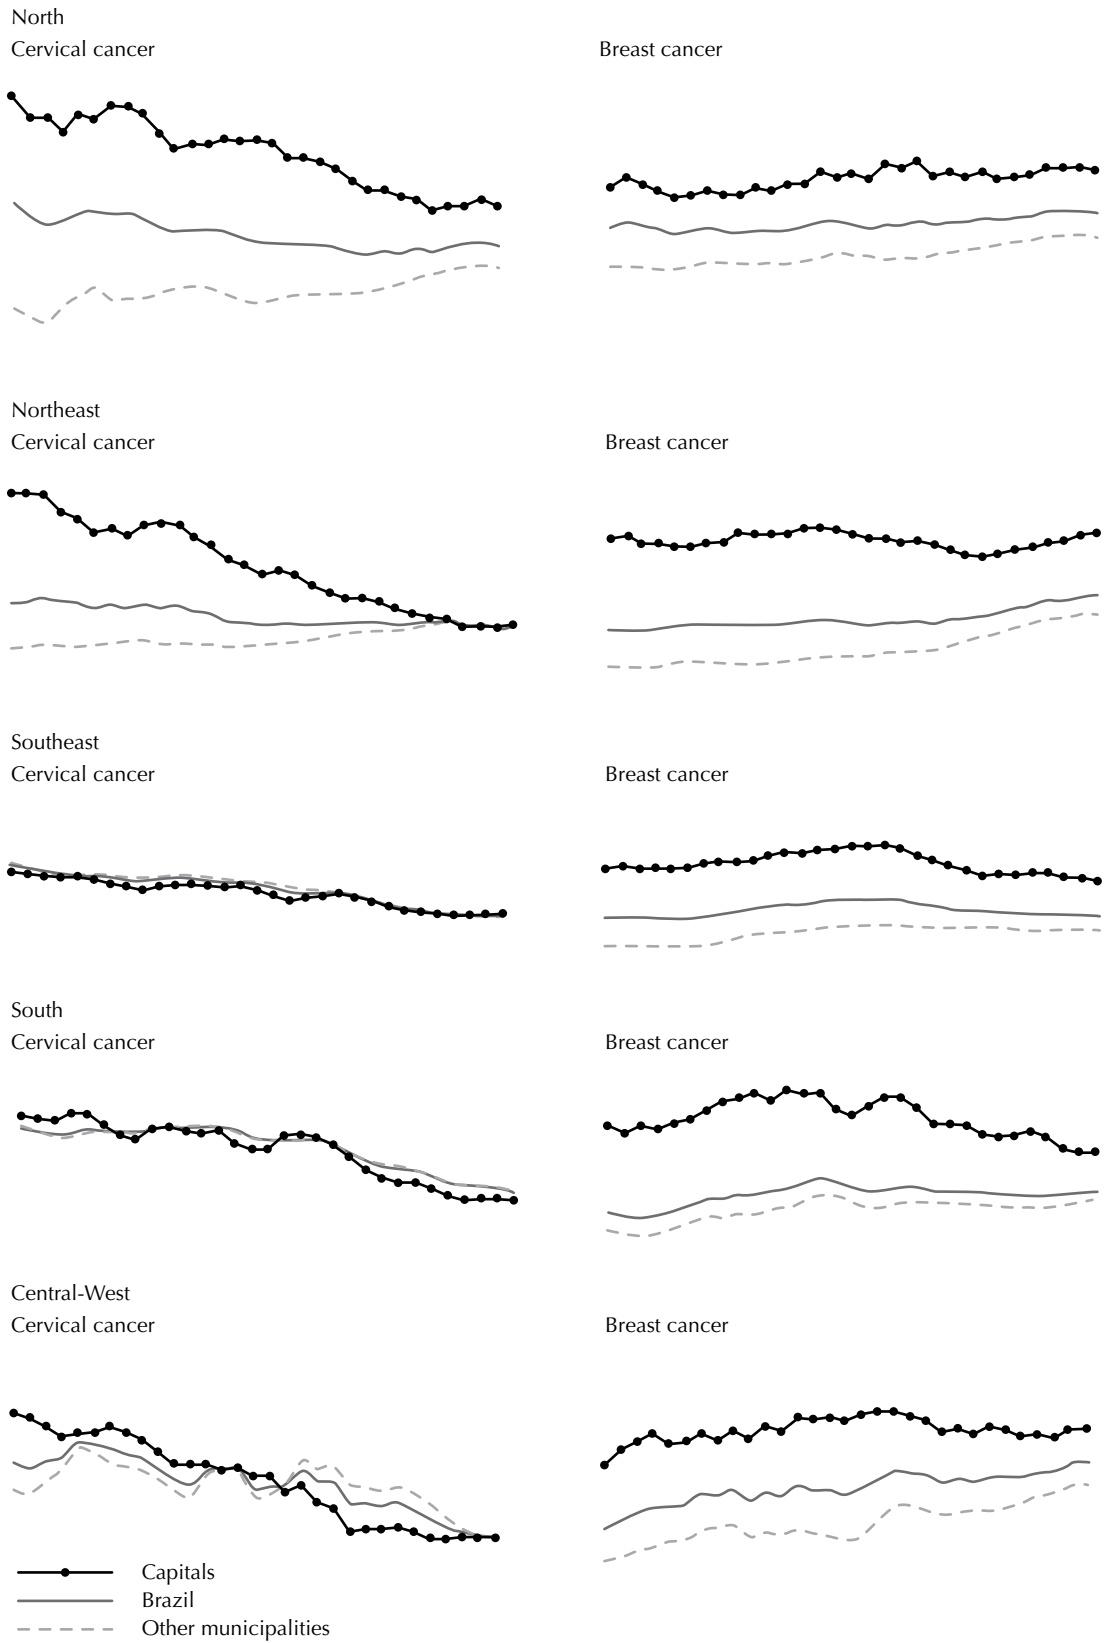 North
Cervical cancer
Breast cancer
Northeast
Cervical cancer
Breast cancer
Southeast
Cervical cancer
Breast cancer
South
Cervical cancer
Breast cancer
Central-West
Cervical cancer
Breast cancer
Capitals
Brazil
Other municipalities